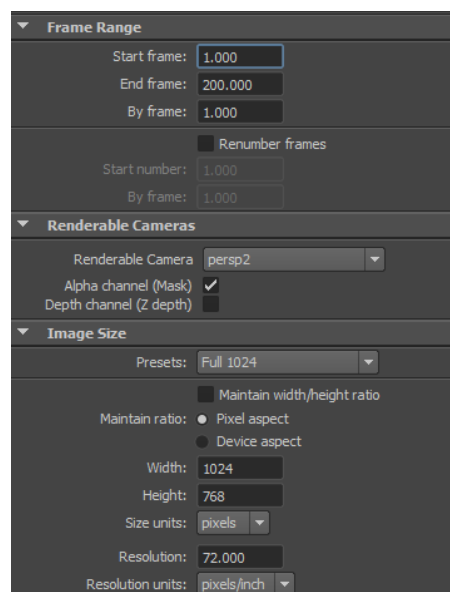 Frame Range
Start frame: 1.000
End frame: 200.000
By frame: 1.000
Renumber frames
Start number: 1.000
By frame: 1.000
Renderable Cameras
Renderable Camera persp2
Alpha channel (Mask)
Depth channel (Z depth)
Image Size
Presets: Full 1024
Maintain width/height ratio
Maintain ratio: Pixel aspect
Device aspect
Width: 1024
Height: 768
Size units: pixels
Resolution: 72.000
Resolution units: pixels/inch